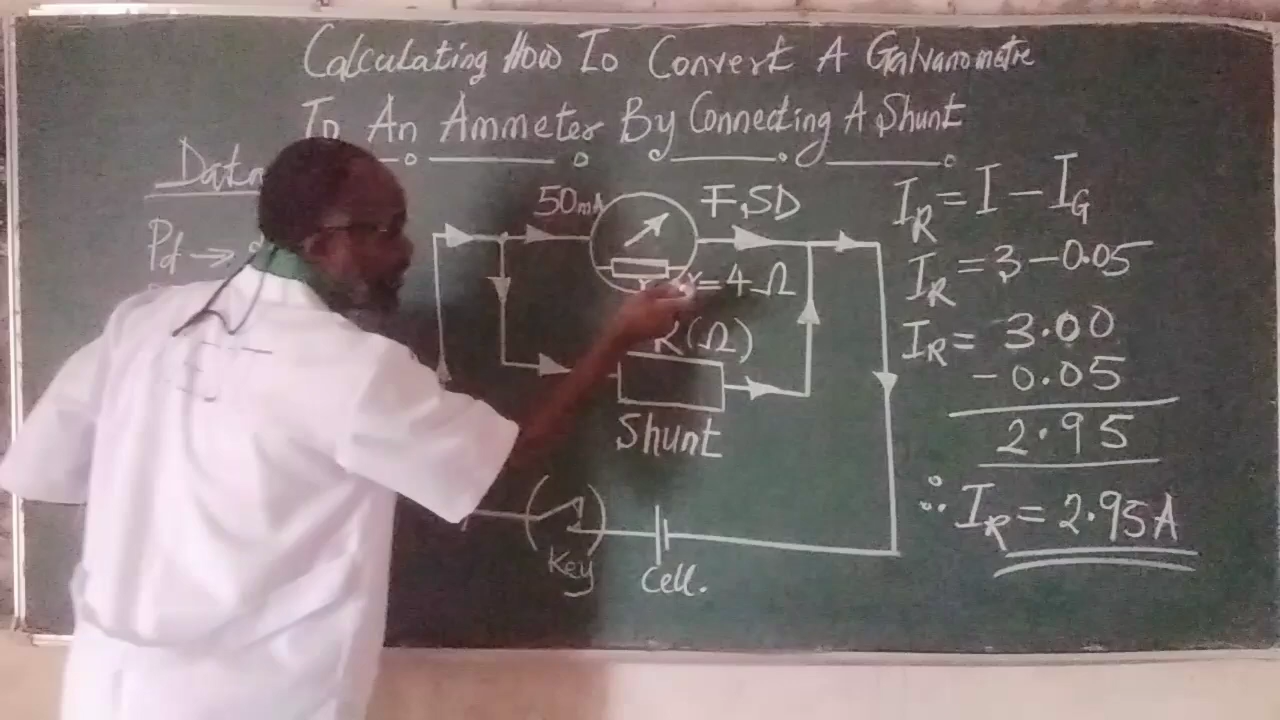 Calculating How To Convert A Galvanometre
To An Ammeter By Connecting A Shunt
Data
Pd →
50mA
F.SD
r=4Ω
R(Ω)
Shunt
Key
Cell.
I_R = I - I_G
I_R = 3 - 0.05
I_R = 3.00
- 0.05
2.95
∴ I_R = 2.95A